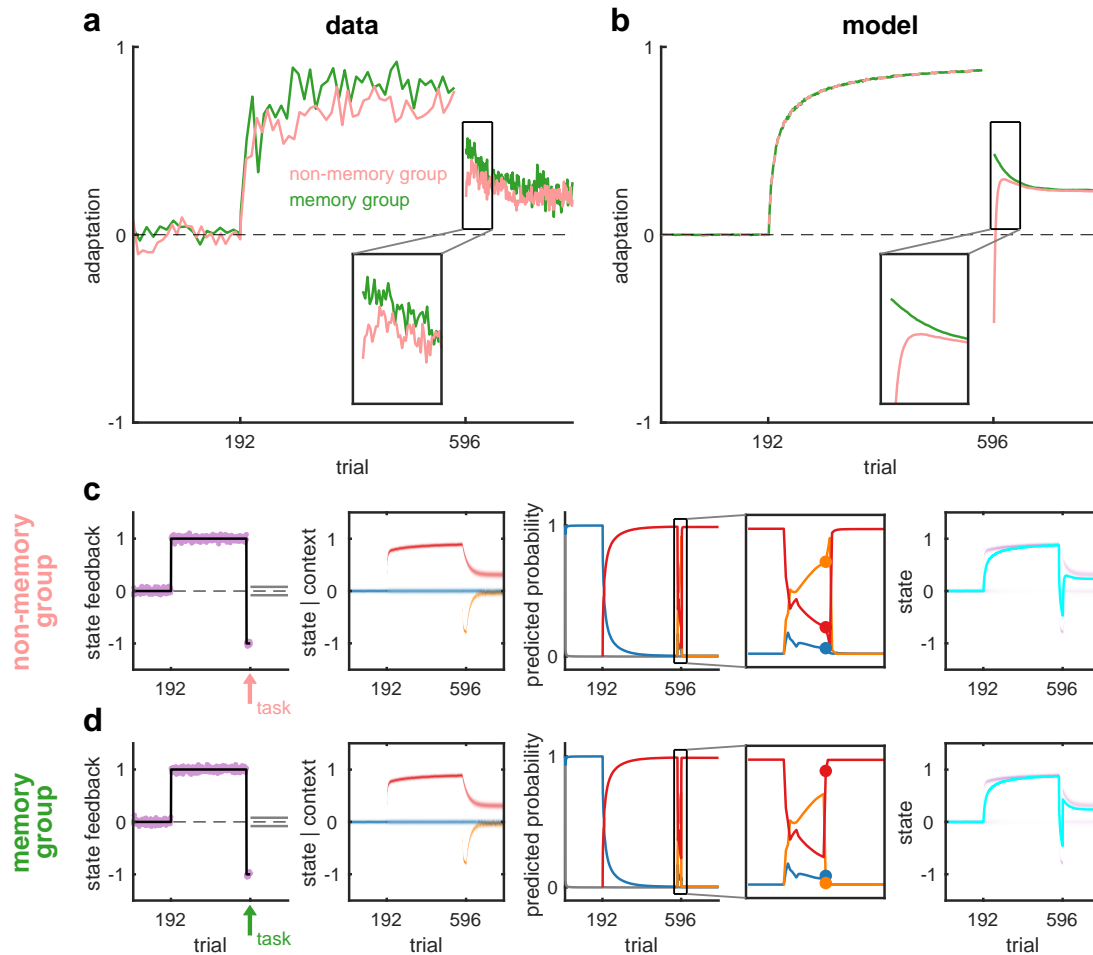 a
data
b
model
1
0
-1
adaptation
non-memory group
memory group
192
596
trial
1
0
-1
adaptation
192
596
trial
c
non-memory
group
state feedback
1
0
-1
192
task
state | context
1
0
-1
192
596
predicted probability
1
0
192
596
state
1
0
-1
192
596
d
memory
group
state feedback
1
0
-1
192
task
trial
state | context
1
0
-1
192
596
trial
predicted probability
1
0
192
596
trial
state
1
0
-1
192
596
trial